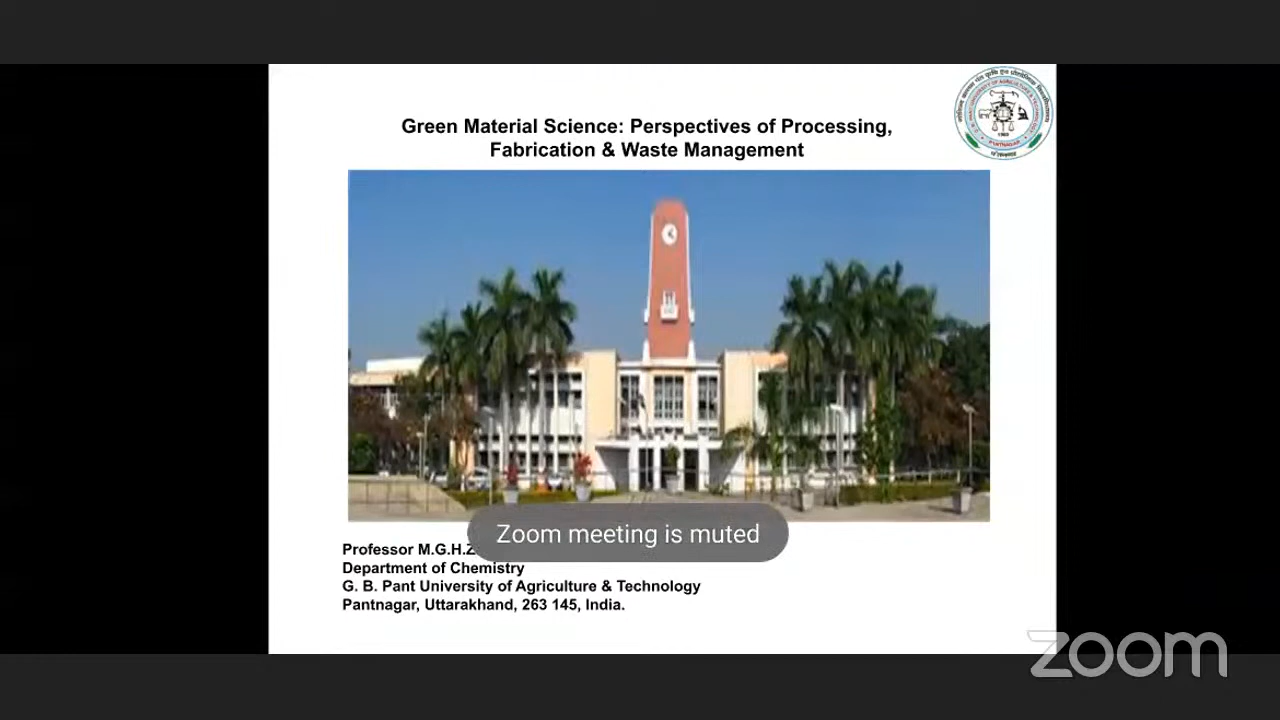 Green Material Science: Perspectives of Processing,
Fabrication & Waste Management
Zoom meeting is muted
Professor M.G.H.Z
Department of Chemistry
G. B. Pant University of Agriculture & Technology
Pantnagar, Uttarakhand, 263 145, India.
zoom